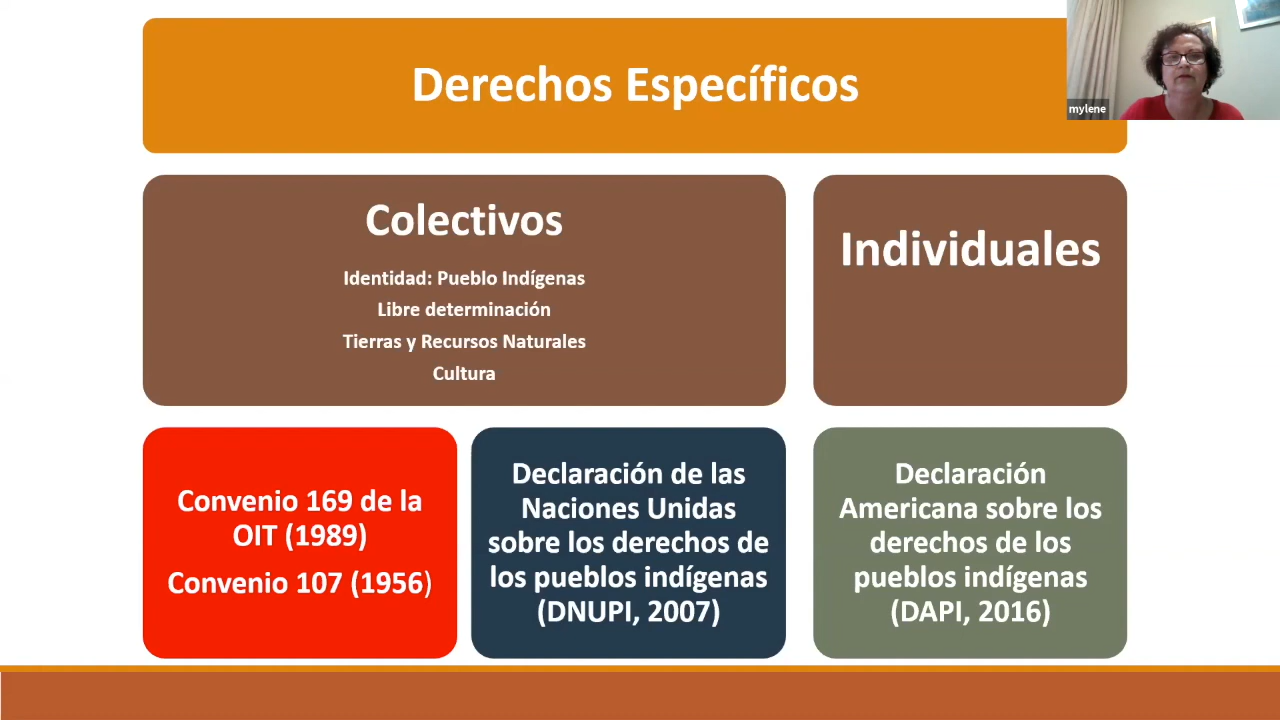 Derechos Específicos
mylene
Colectivos
Identidad: Pueblo Indígenas
Libre determinación
Tierras y Recursos Naturales
Cultura
Individuales
Convenio 169 de la
OIT (1989)
Convenio 107 (1956)
Declaración de las
Naciones Unidas
sobre los derechos de
los pueblos indígenas
(DNUPI, 2007)
Declaración
Americana sobre los
derechos de los
pueblos indígenas
(DAPI, 2016)